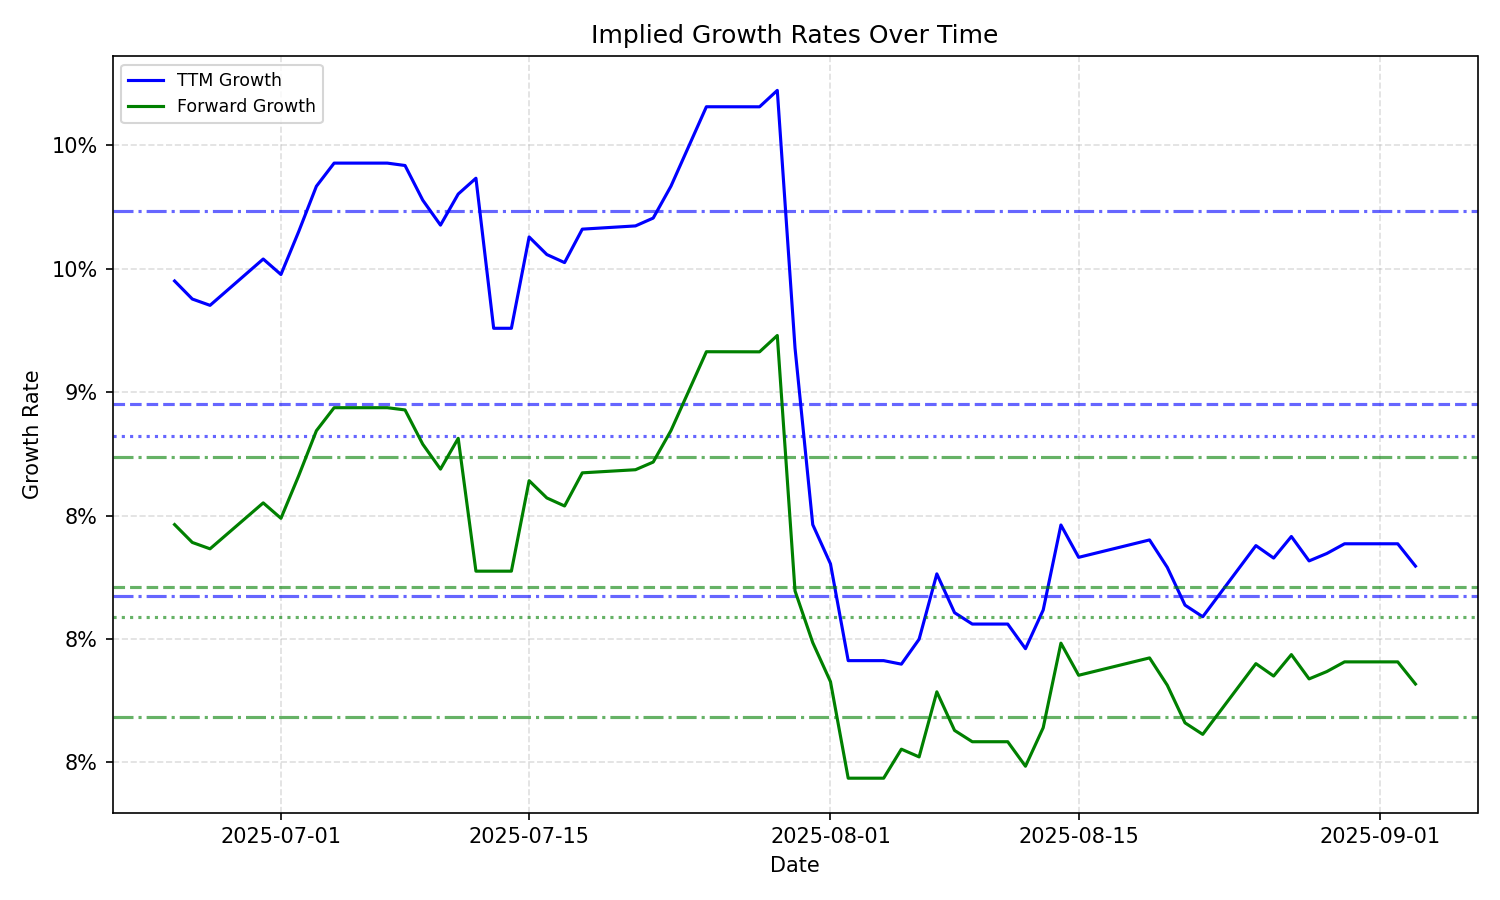 Implied Growth Rates Over Time
TTM Growth
Forward Growth
10%
10%
9%
8%
8%
8%
Growth Rate
2025-07-01
2025-07-15
2025-08-01
2025-08-15
2025-09-01
Date